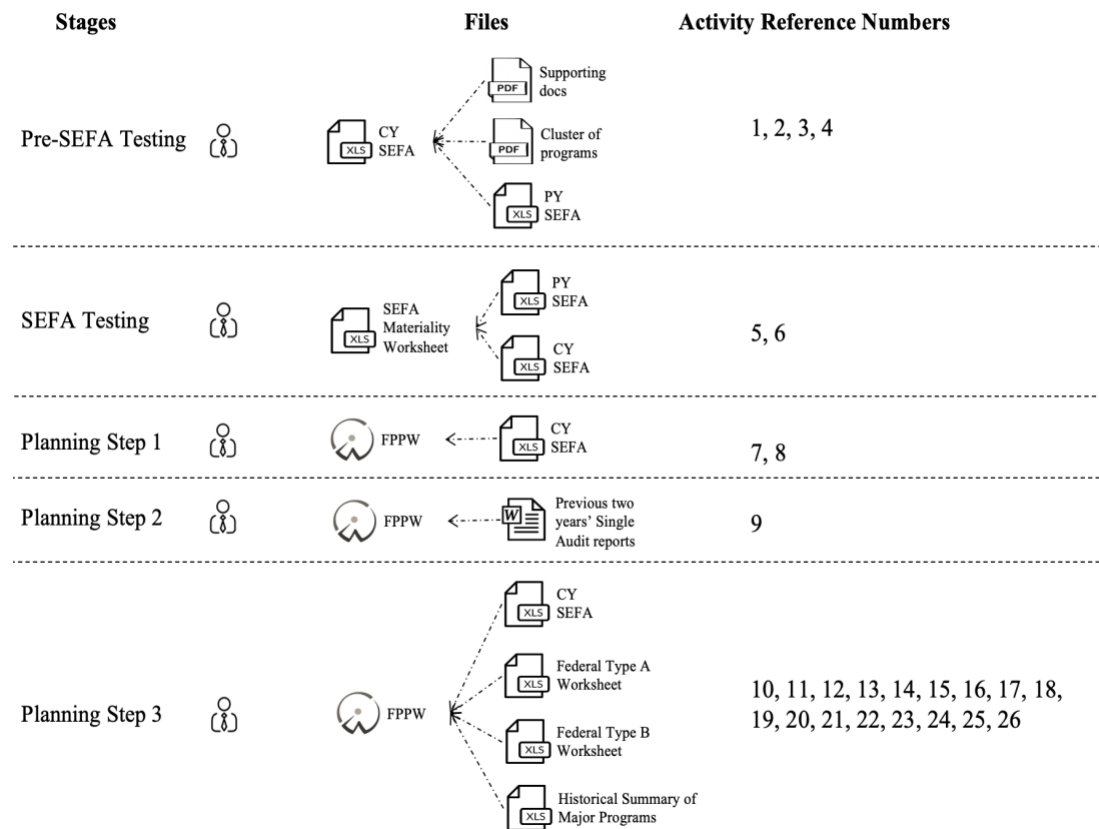 Stages Files Activity Reference Numbers
Supporting
docs
PDF
Pre-SEFA Testing
CY
SEFA
XLS
Cluster of
programs
PDF
1, 2, 3, 4
PY
SEFA
XLS
SEFA Testing
SEFA
Materiality
Worksheet
XLS
PY
SEFA
XLS
CY
SEFA
XLS
5, 6
Planning Step 1
FPPW
CY
SEFA
XLS
7, 8
Planning Step 2
FPPW
W
Previous two
years’ Single
Audit reports
9
Planning Step 3
FPPW
CY
SEFA
XLS
Federal Type A
Worksheet
XLS
Federal Type B
Worksheet
XLS
Historical Summary of
Major Programs
XLS
10, 11, 12, 13, 14, 15, 16, 17, 18,
19, 20, 21, 22, 23, 24, 25, 26